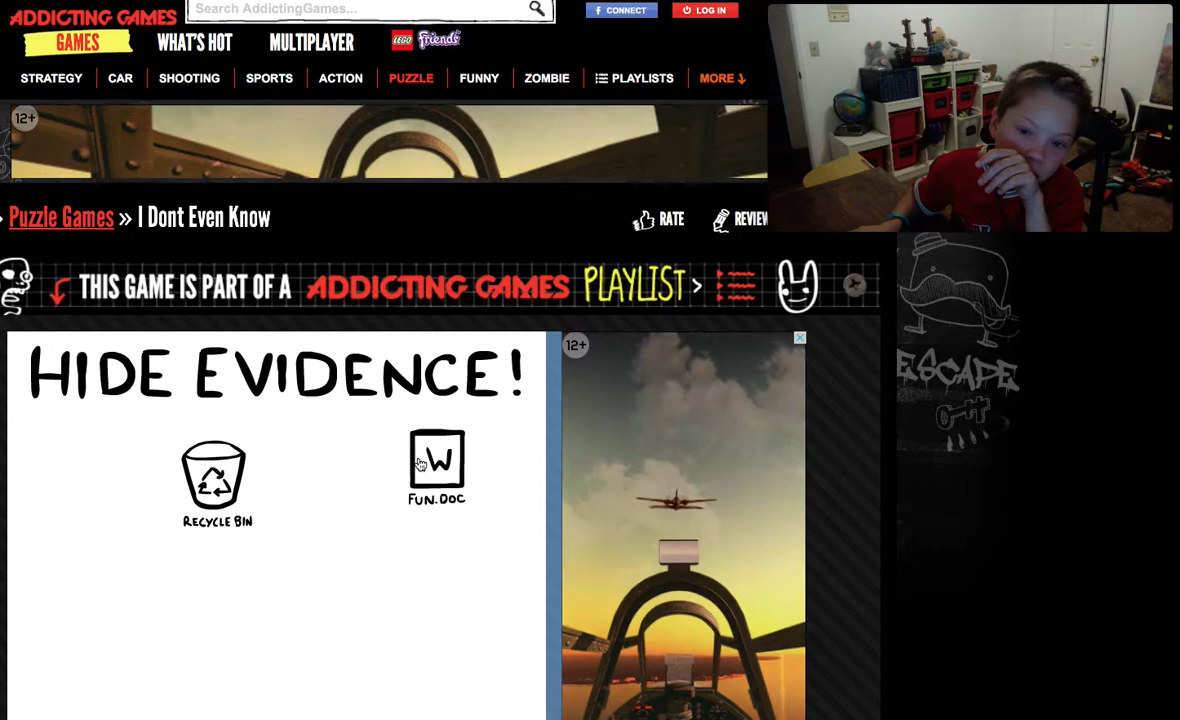 ADDICTING GAMES
Search AddictingGames...
f CONNECT
LOG IN
GAMES
WHAT'S HOT
MULTIPLAYER
LEGO Friends
STRATEGY
CAR
SHOOTING
SPORTS
ACTION
PUZZLE
FUNNY
ZOMBIE
PLAYLISTS
MORE
12+
Puzzle Games » I Dont Even Know
RATE
REVIEW
THIS GAME IS PART OF A ADDICTING GAMES PLAYLIST >
HIDE EVIDENCE!
W
RECYCLE BIN
FUN.DOC
12+
ESCAPE